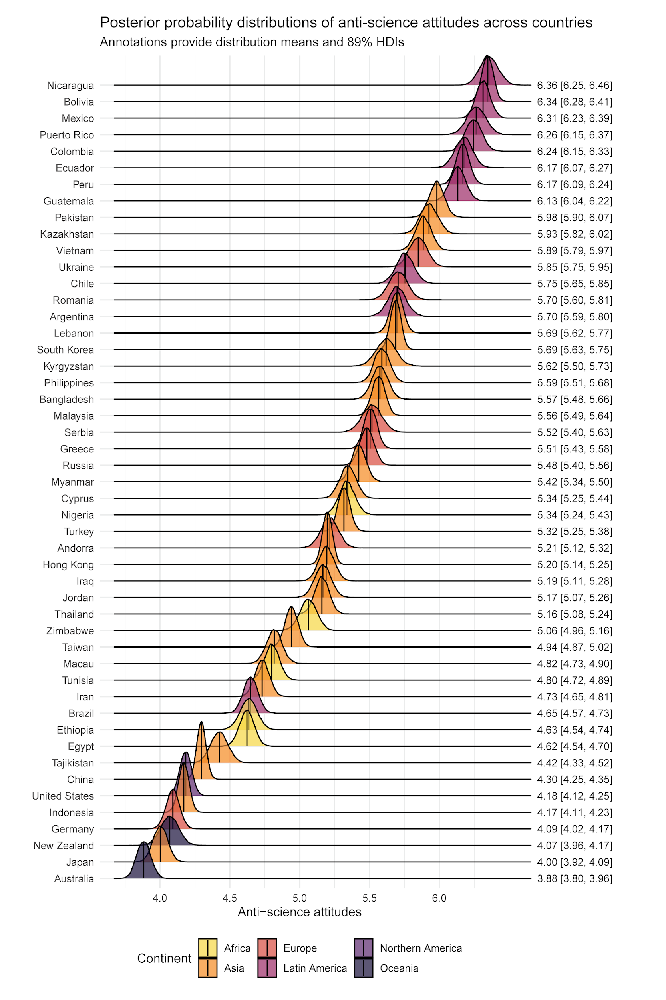 Posterior probability distributions of anti-science attitudes across countries
Annotations provide distribution means and 89% HDIs
Nicaragua 6.36 [6.25, 6.46]
Bolivia 6.34 [6.28, 6.41]
Mexico 6.31 [6.23, 6.39]
Puerto Rico 6.26 [6.15, 6.37]
Colombia 6.24 [6.15, 6.33]
Ecuador 6.17 [6.07, 6.27]
Peru 6.17 [6.09, 6.24]
Guatemala 6.13 [6.04, 6.22]
Pakistan 5.98 [5.90, 6.07]
Kazakhstan 5.93 [5.82, 6.02]
Vietnam 5.89 [5.79, 5.97]
Ukraine 5.85 [5.75, 5.95]
Chile 5.75 [5.65, 5.85]
Romania 5.70 [5.60, 5.81]
Argentina 5.70 [5.59, 5.80]
Lebanon 5.69 [5.62, 5.77]
South Korea 5.69 [5.63, 5.75]
Kyrgyzstan 5.62 [5.50, 5.73]
Philippines 5.59 [5.51, 5.68]
Bangladesh 5.57 [5.48, 5.66]
Malaysia 5.56 [5.49, 5.64]
Serbia 5.52 [5.40, 5.63]
Greece 5.51 [5.43, 5.58]
Russia 5.48 [5.40, 5.56]
Myanmar 5.42 [5.34, 5.50]
Cyprus 5.34 [5.25, 5.44]
Nigeria 5.34 [5.24, 5.43]
Turkey 5.32 [5.25, 5.38]
Andorra 5.21 [5.12, 5.32]
Hong Kong 5.20 [5.14, 5.25]
Iraq 5.19 [5.11, 5.28]
Jordan 5.17 [5.07, 5.26]
Thailand 5.16 [5.08, 5.24]
Zimbabwe 5.06 [4.96, 5.16]
Taiwan 4.94 [4.87, 5.02]
Macau 4.82 [4.73, 4.90]
Tunisia 4.80 [4.72, 4.89]
Iran 4.73 [4.65, 4.81]
Brazil 4.65 [4.57, 4.73]
Ethiopia 4.63 [4.54, 4.74]
Egypt 4.62 [4.54, 4.70]
Tajikistan 4.42 [4.33, 4.52]
China 4.30 [4.25, 4.35]
United States 4.18 [4.12, 4.25]
Indonesia 4.17 [4.11, 4.23]
Germany 4.09 [4.02, 4.17]
New Zealand 4.07 [3.96, 4.17]
Japan 4.00 [3.92, 4.09]
Australia 3.88 [3.80, 3.96]
4.0 4.5 5.0 5.5 6.0
Anti−science attitudes
Continent
Africa Europe Northern America
Asia Latin America Oceania